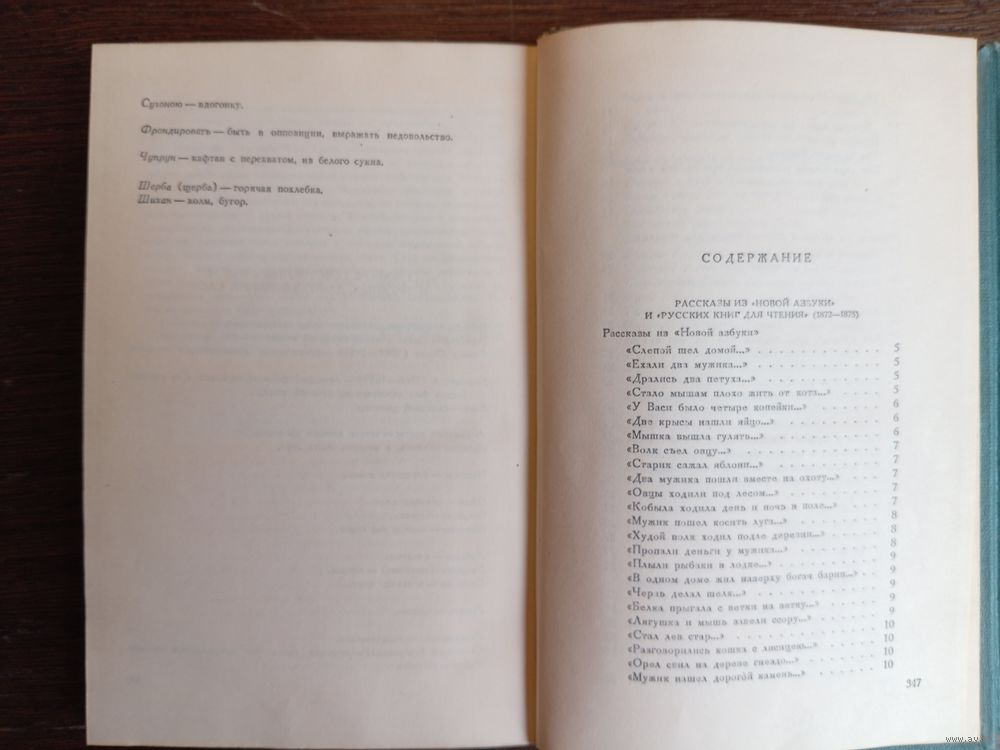 Сугоною — вдогонку.
Фрондировать — быть в оппозиции, выражать недовольство.
Чупрун — кафтан с перехватом, из белого сукна.
Щерба (щерба) — горячая похлебка.
Шихан — холм, бугор.
СОДЕРЖАНИЕ
РАССКАЗЫ ИЗ «НОВОЙ АЗБУКИ»
И «РУССКИХ КНИГ ДЛЯ ЧТЕНИЯ» (1872—1875)
Рассказы из «Новой азбуки»
«Слепой шел домой...» . . . . . . . . . . 5
«Ехали два мужика...» . . . . . . . . . . 5
«Дрались два петуха...» . . . . . . . . . . 5
«Стало мышам плохо жить от кота...» . . . . . 5
«У Васи было четыре копейки...» . . . . . 6
«Две крысы нашли яйцо...» . . . . . . . . 6
«Мышка вышла гулять...» . . . . . . . . . 6
«Волк съел овцу...» . . . . . . . . . . . 7
«Старик сажал яблони...» . . . . . . . . 7
«Два мужика пошли вместе на охоту...» . . . . 7
«Овцы ходили под лесом...» . . . . . . . 7
«Кобыла ходила день и ночь в поле...» . . . 7
«Мужик пошел косить луга...» . . . . . . 8
«Худой волк ходил подле деревни...» . . . . 8
«Пропали деньги у мужика...» . . . . . . 8
«Плыли рыбаки в лодке...» . . . . . . . . 9
«В одном доме жил наверху богач барин...» . . 9
«Червь делал шелк...» . . . . . . . . . . 9
«Белка прыгала с ветки на ветку...» . . . . 9
«Лягушка и мышь завели ссору...» . . . . . 9
«Стал лев стар...» . . . . . . . . . . . 10
«Разговорились кошка с лисицей...» . . . . 10
«Орел свил на дереве гнездо...» . . . . . 10
«Мужик нашел дорогой камень...» . . . . . 10
347